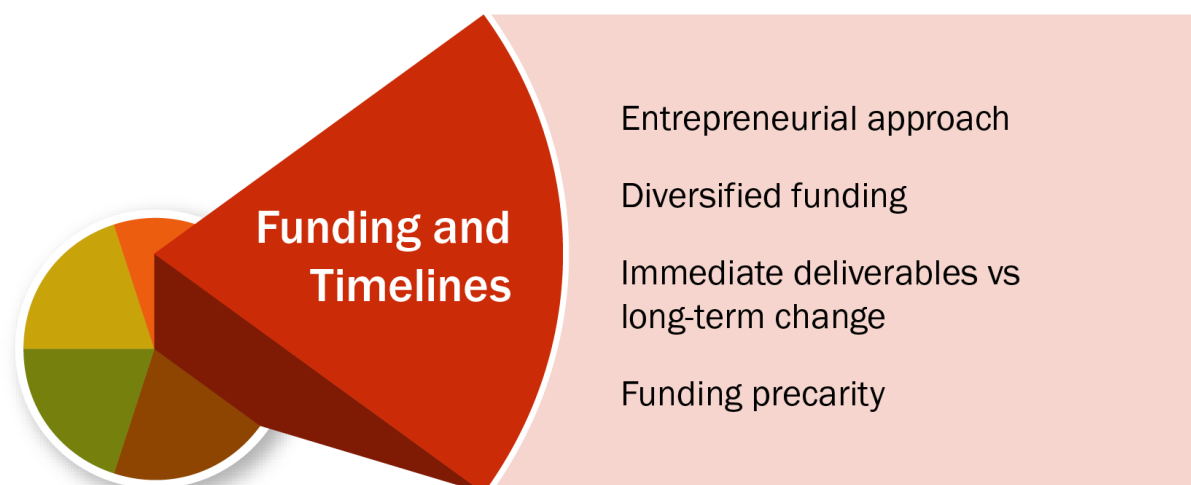 Funding and
Timelines
Entrepreneurial approach
Diversified funding
Immediate deliverables vs
long-term change
Funding precarity